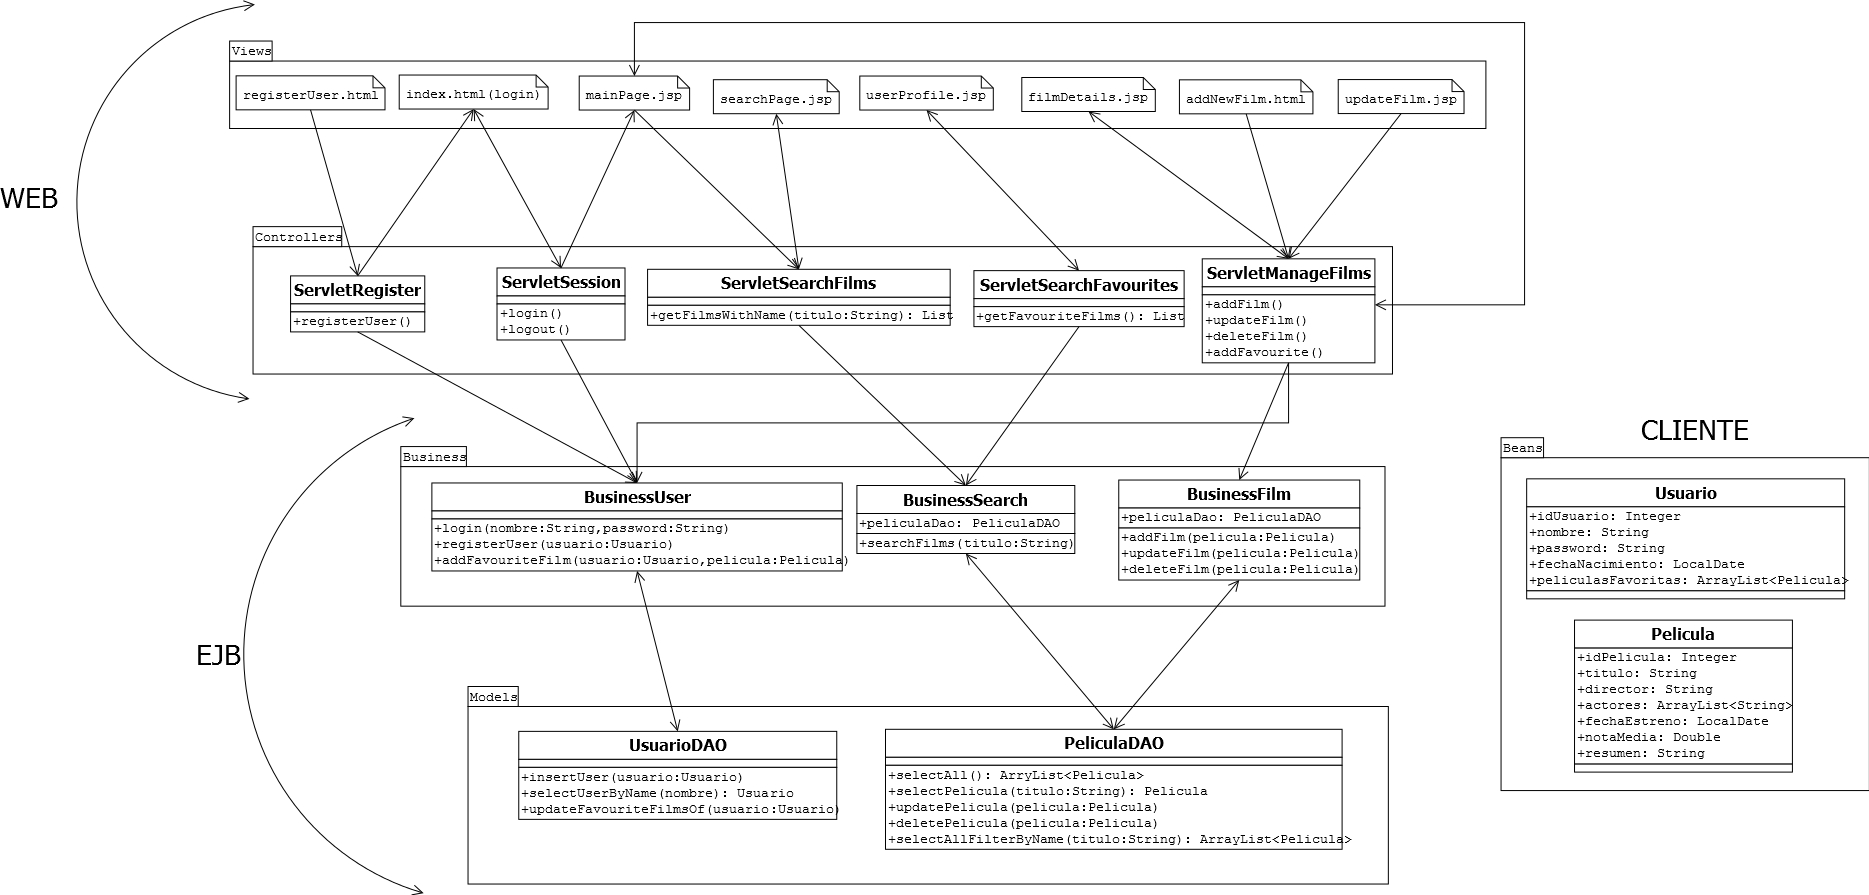 Views
registerUser.html
index.html(login)
mainPage.jsp
searchPage.jsp
userProfile.jsp
filmDetails.jsp
addNewFilm.html
updateFilm.jsp
WEB
Controllers
ServletRegister
+registerUser()
ServletSession
+login()
+logout()
ServletSearchFilms
+getFilmsWithName(titulo:String): List
ServletSearchFavourites
+getFavouriteFilms(): List
ServletManageFilms
+addFilm()
+updateFilm()
+deleteFilm()
+addFavourite()
EJB
Business
BusinessUser
+login(nombre:String,password:String)
+registerUser(usuario:Usuario)
+addFavouriteFilm(usuario:Usuario,pelicula:Pelicula)
BusinessSearch
+peliculaDao: PeliculaDAO
+searchFilms(titulo:String)
BusinessFilm
+peliculaDao: PeliculaDAO
+addFilm(pelicula:Pelicula)
+updateFilm(pelicula:Pelicula)
+deleteFilm(pelicula:Pelicula)
Models
UsuarioDAO
+insertUser(usuario:Usuario)
+selectUserByName(nombre): Usuario
+updateFavouriteFilmsOf(usuario:Usuario)
PeliculaDAO
+selectAll(): ArryList<Pelicula>
+selectPelicula(titulo:String): Pelicula
+updatePelicula(pelicula:Pelicula)
+deletePelicula(pelicula:Pelicula)
+selectAllFilterByName(titulo:String): ArrayList<Pelicula>
CLIENTE
Beans
Usuario
+idUsuario: Integer
+nombre: String
+password: String
+fechaNacimiento: LocalDate
+peliculasFavoritas: ArrayList<Pelicula>
Pelicula
+idPelicula: Integer
+titulo: String
+director: String
+actores: ArrayList<String>
+fechaEstreno: LocalDate
+notaMedia: Double
+resumen: String